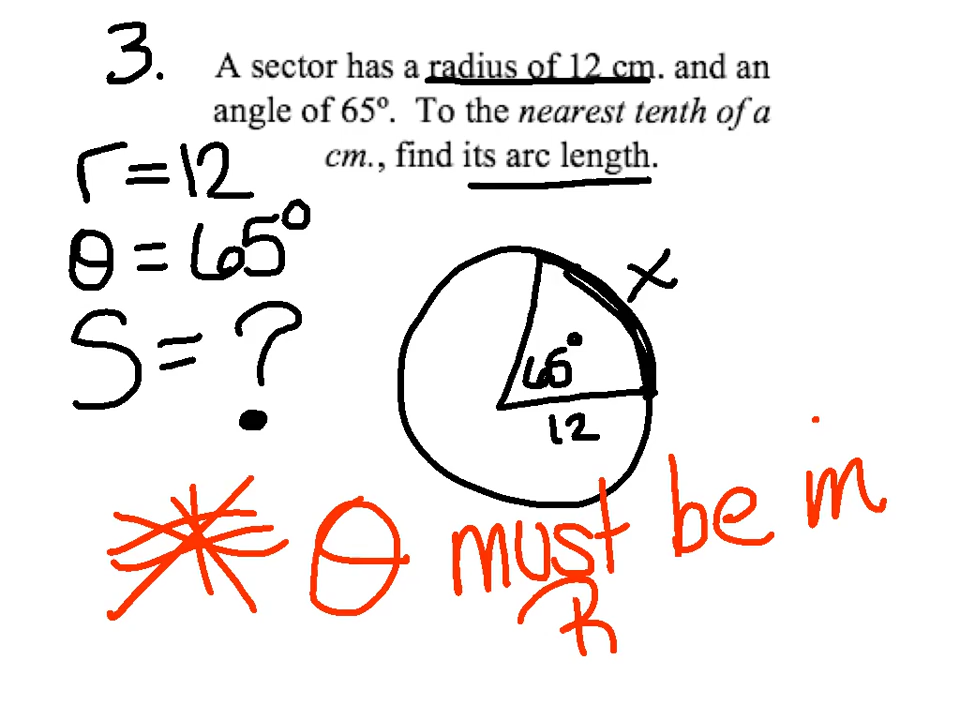 3.
A sector has a radius of 12 cm. and an
angle of 65º. To the nearest tenth of a
cm., find its arc length.
r = 12
θ = 65°
S = ?
x
65°
12
θ must be in
R